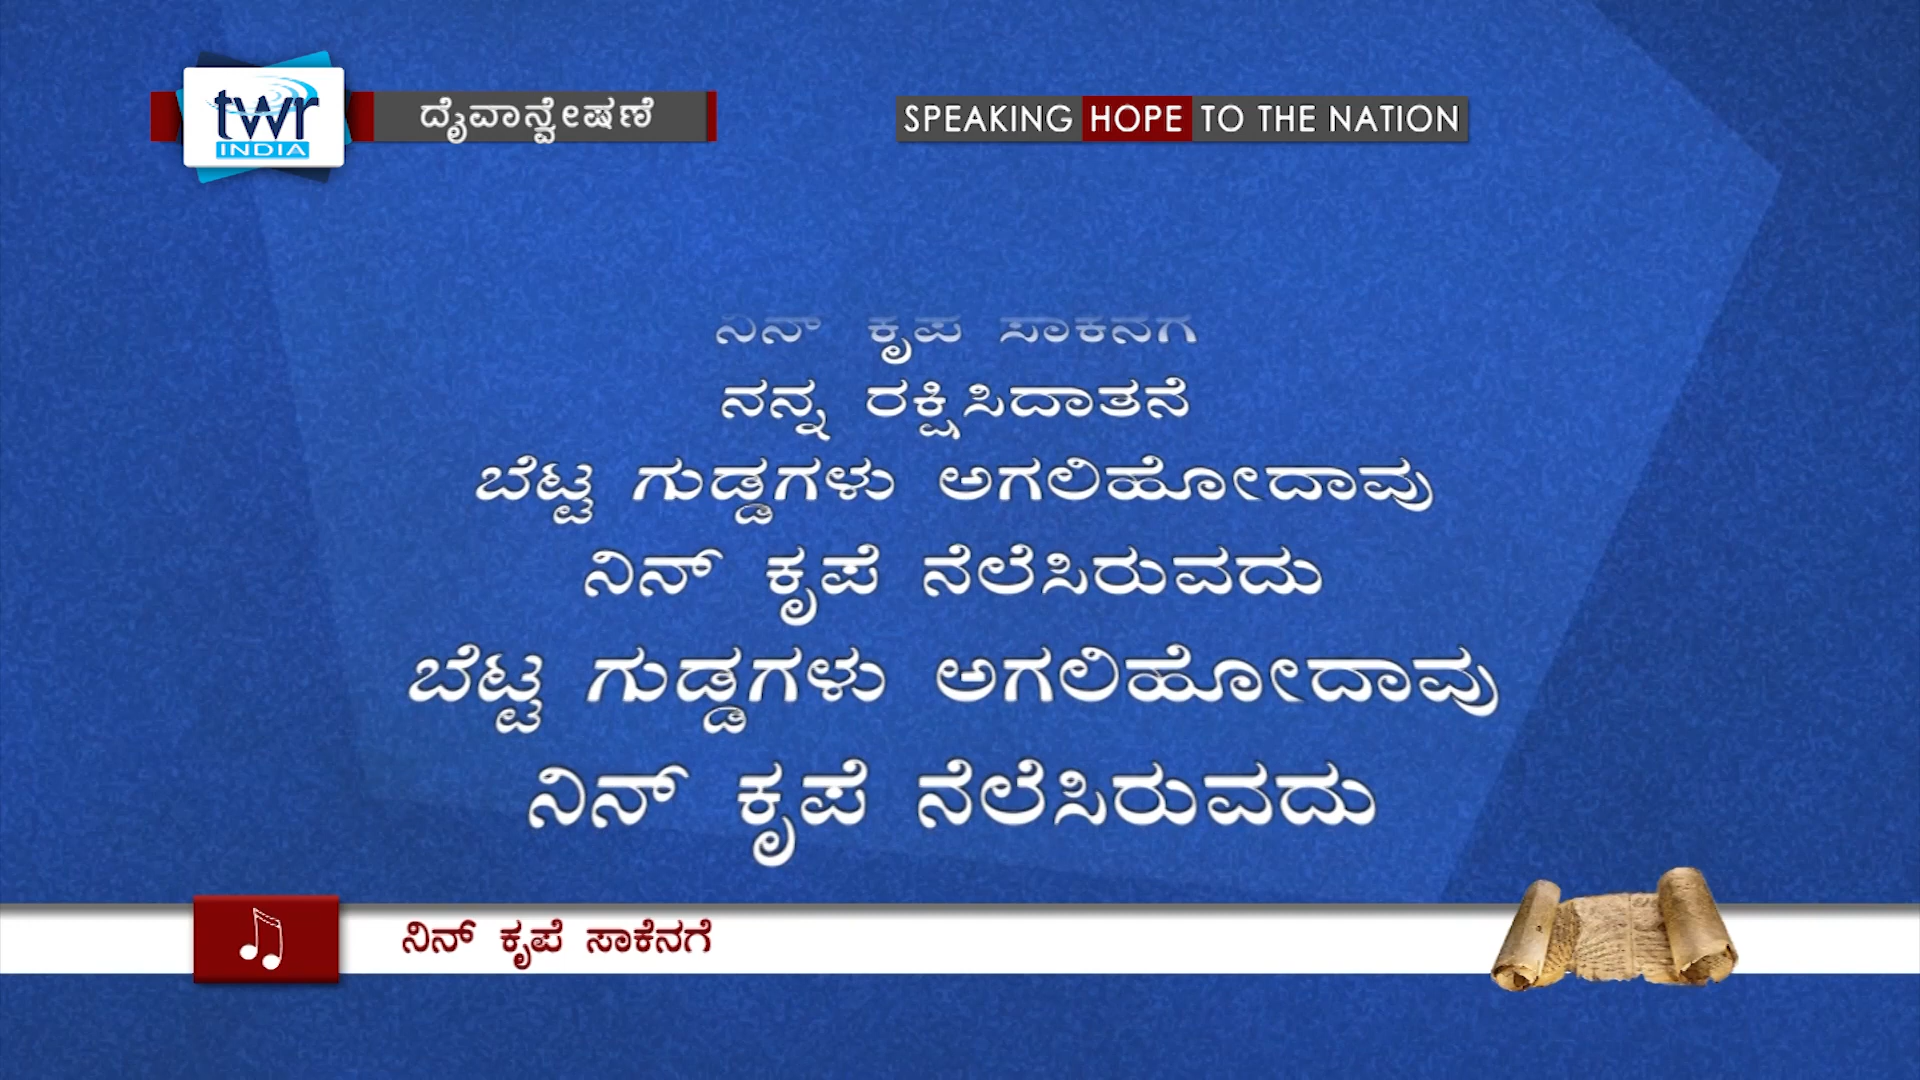 twr
INDIA
ದೈವಾನ್ವೇಷಣೆ
SPEAKING HOPE TO THE NATION
ನಿನ್ ಕೃಪೆ ಸಾಕೆನಗೆ
ನನ್ನ ರಕ್ಷಿಸಿದಾತನೆ
ಬೆಟ್ಟ ಗುಡ್ಡಗಳು ಅಗಲಿಹೋದಾವು
ನಿನ್ ಕೃಪೆ ನೆಲೆಸಿರುವದು
ಬೆಟ್ಟ ಗುಡ್ಡಗಳು ಅಗಲಿಹೋದಾವು
ನಿನ್ ಕೃಪೆ ನೆಲೆಸಿರುವದು
ನಿನ್ ಕೃಪೆ ಸಾಕೆನಗೆ